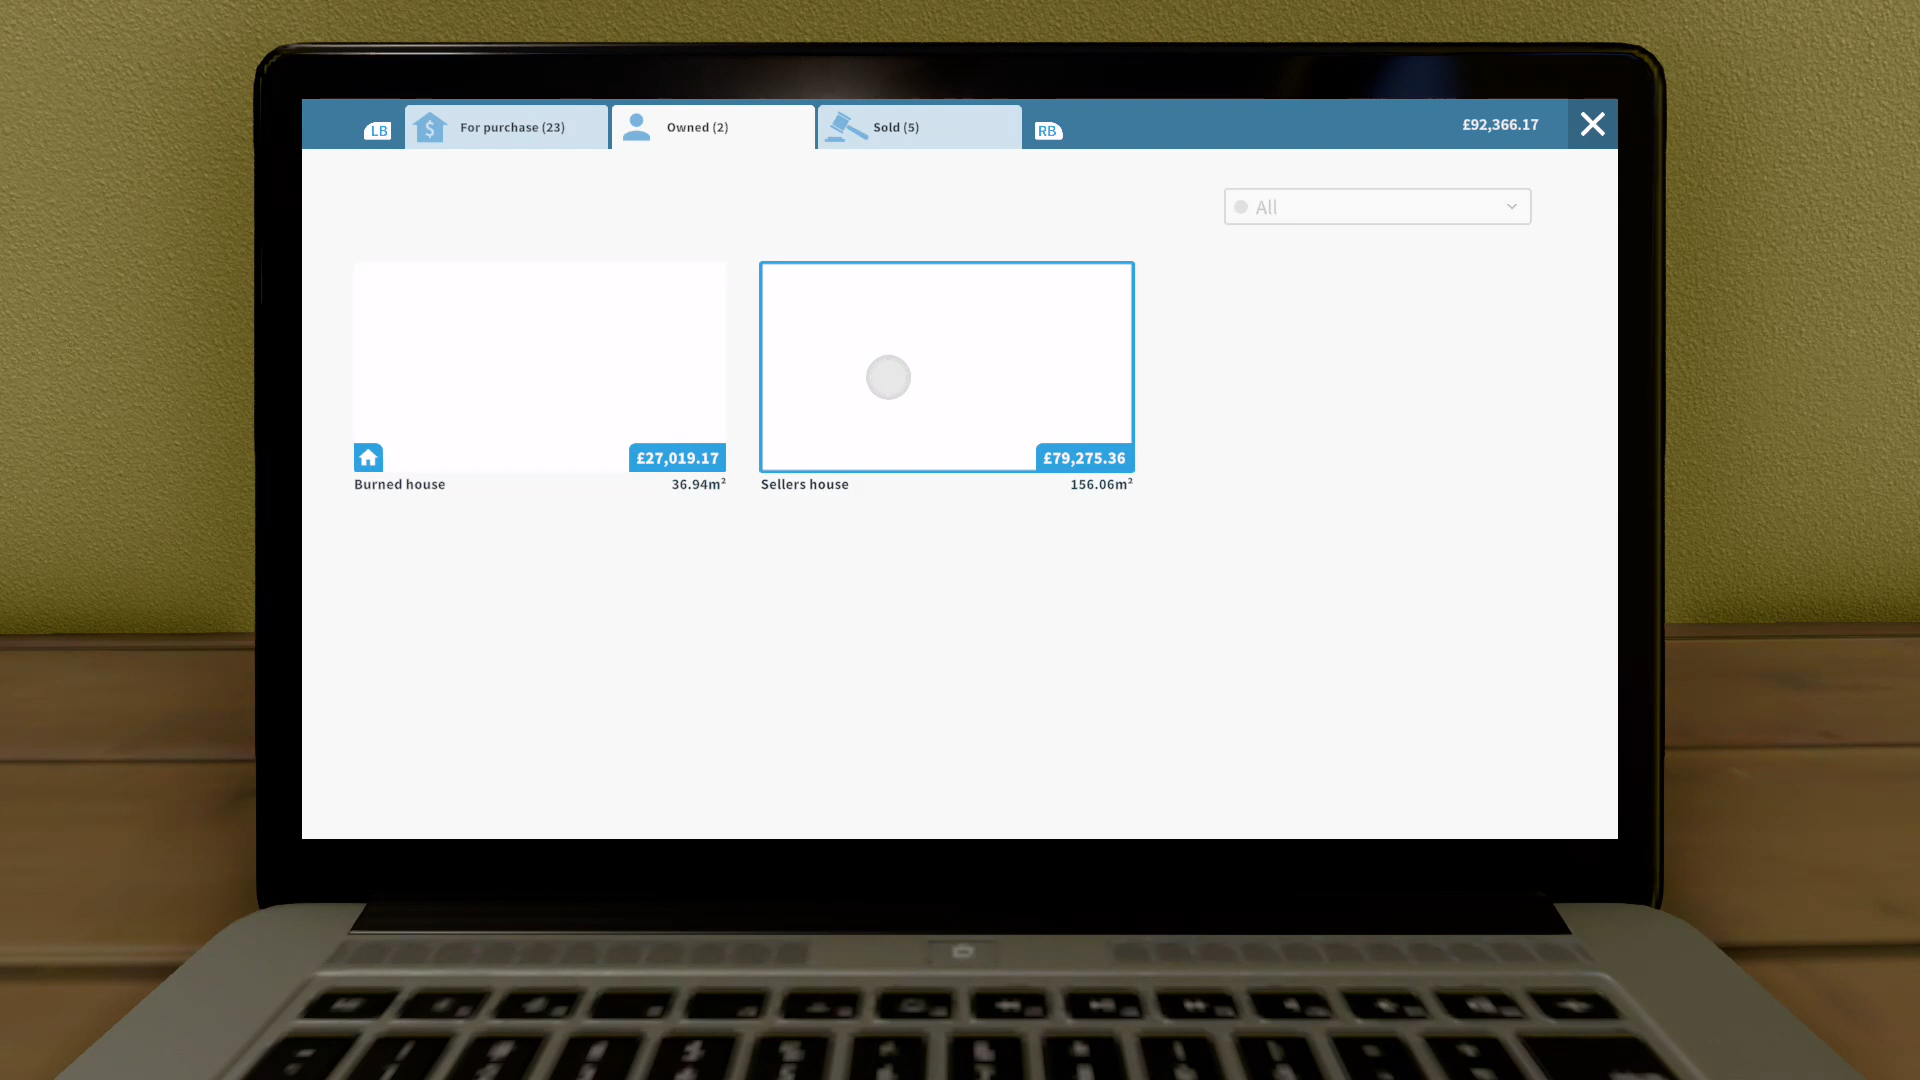 LB
$
For purchase (23)
Owned (2)
Sold (5)
RB
£92,366.17
All
£27,019.17
£79,275.36
Burned house
36.94m²
Sellers house
156.06m²